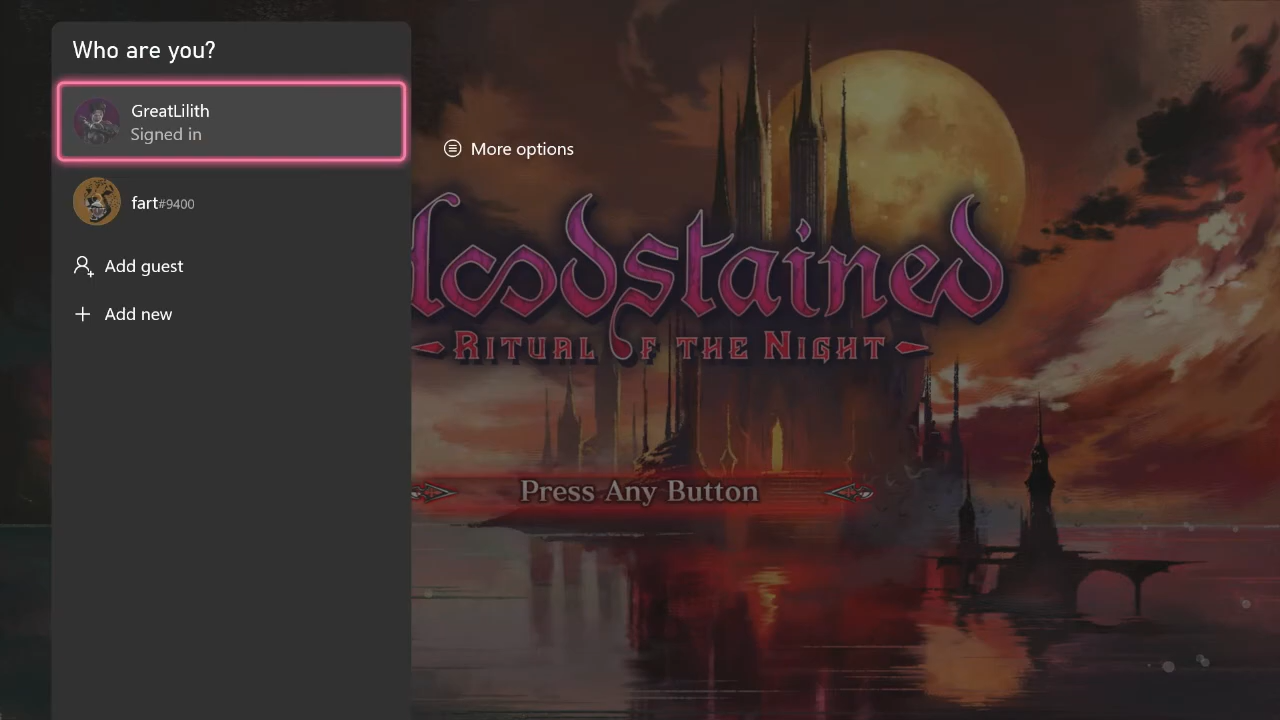 Who are you?
GreatLilith
Signed in
fart#9400
Add guest
Add new
More options
loodstained
Ritual of the Night
Press Any Button